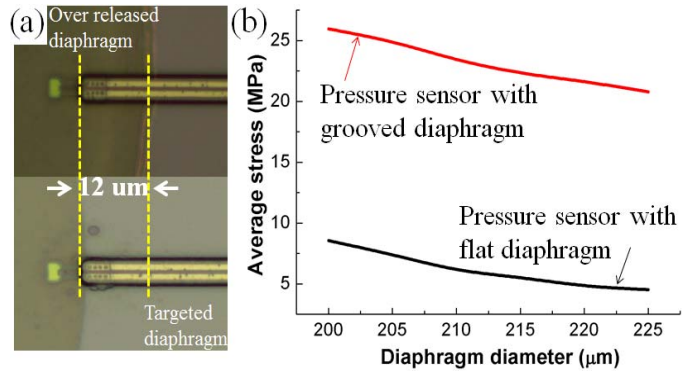 (a)
Over released
diaphragm
12 um
Targeted
diaphragm
(b)
Average stress (MPa)
25
20
15
10
5
Pressure sensor with
grooved diaphragm
Pressure sensor with
flat diaphragm
200
205
210
215
220
225
Diaphragm diameter (μm)